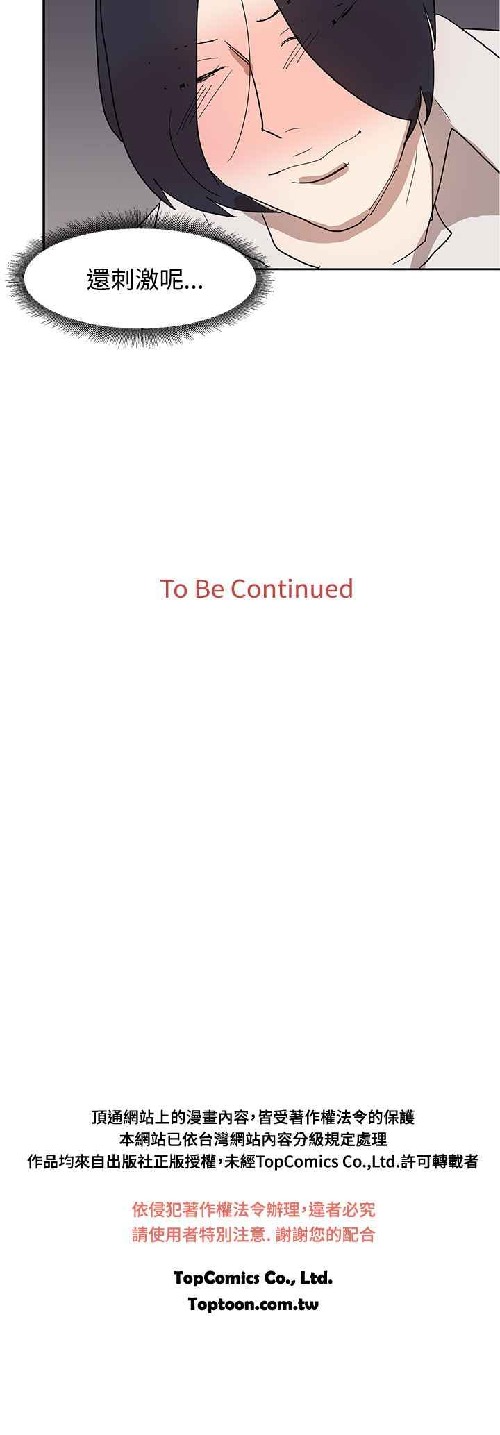 還刺激呢...
To Be Continued
頂通網站上的漫畫內容,皆受著作權法令的保護
本網站已依台灣網站內容分級規定處理
作品均來自出版社正版授權,未經TopComics Co.,Ltd.許可轉載者
依侵犯著作權法令辦理,違者必究
請使用者特別注意. 謝謝您的配合
TopComics Co., Ltd.
Toptoon.com.tw